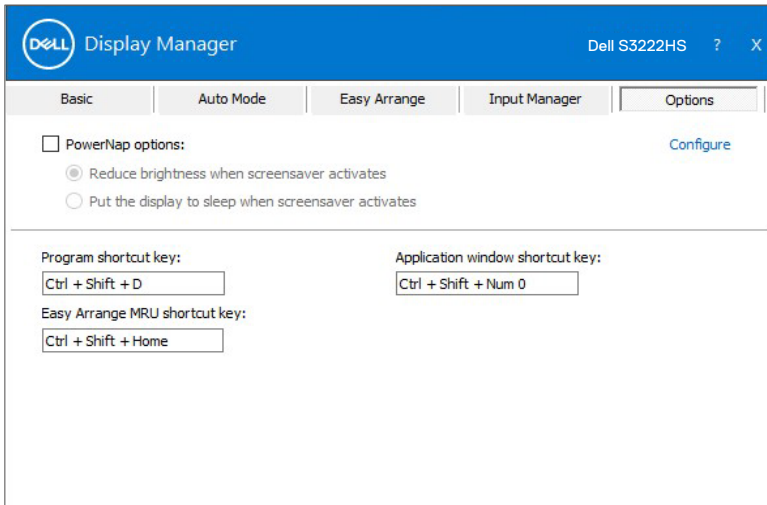 DELL Display Manager Dell S3222HS ? X
Basic Auto Mode Easy Arrange Input Manager Options
PowerNap options: Configure
Reduce brightness when screensaver activates
Put the display to sleep when screensaver activates
Program shortcut key: Application window shortcut key:
Ctrl + Shift + D Ctrl + Shift + Num 0
Easy Arrange MRU shortcut key:
Ctrl + Shift + Home